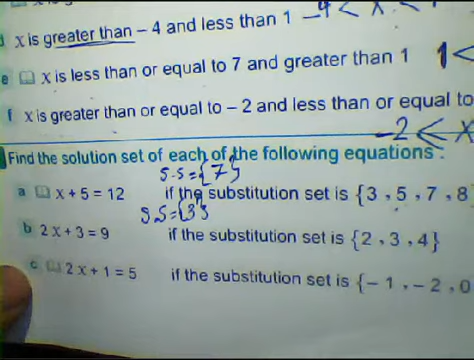 d x is greater than – 4 and less than 1 –4 < x <
e x is less than or equal to 7 and greater than 1 1 <
f x is greater than or equal to – 2 and less than or equal to
–2 ≤ x
Find the solution set of each of the following equations :
S.S = {7}
a x + 5 = 12 if the substitution set is {3 , 5 , 7 , 8
S.S = {3}
b 2 x + 3 = 9 if the substitution set is {2 , 3 , 4}
c 2 x + 1 = 5 if the substitution set is {– 1 , – 2 , 0